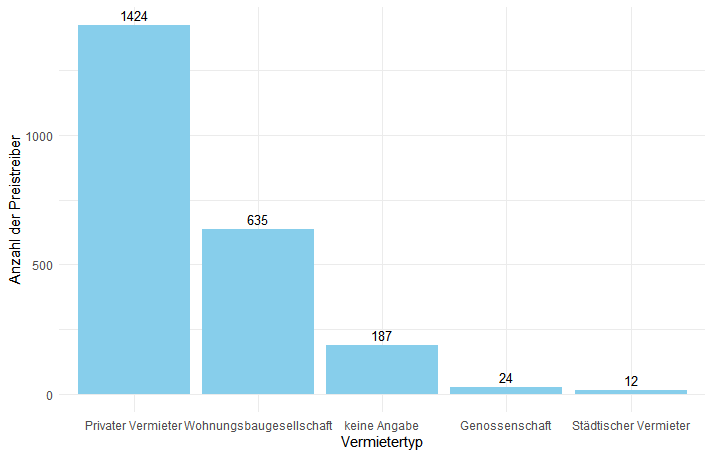 1424
635
187
24
12
1000
500
0
Anzahl der Preistreiber
Privater Vermieter Wohnungsbaugesellschaft keine Angabe Genossenschaft Städtischer Vermieter
Vermietertyp